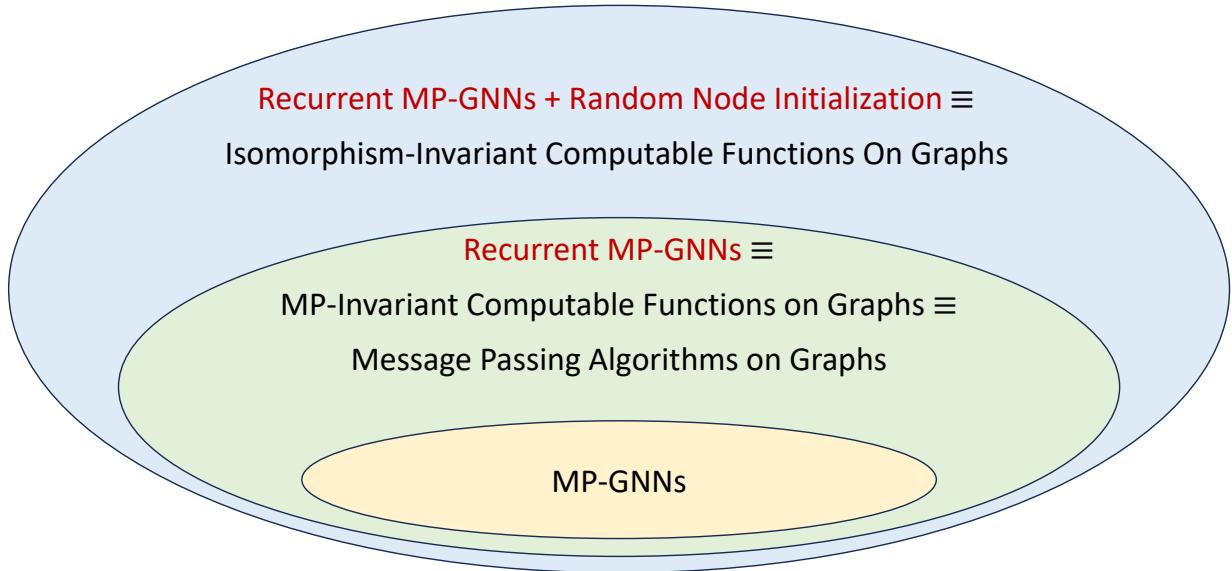 Recurrent MP-GNNs + Random Node Initialization ≡
Isomorphism-Invariant Computable Functions On Graphs
Recurrent MP-GNNs ≡
MP-Invariant Computable Functions on Graphs ≡
Message Passing Algorithms on Graphs
MP-GNNs